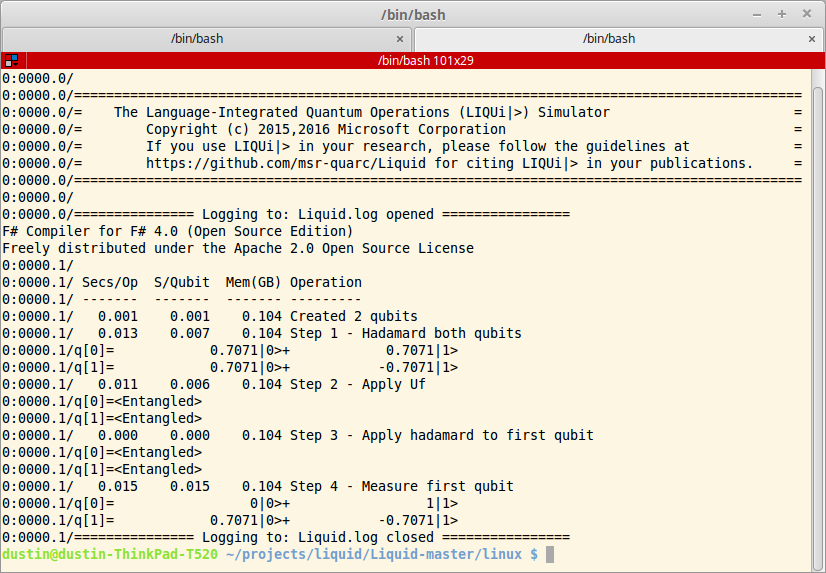 /bin/bash
/bin/bash
/bin/bash
/bin/bash 101x29
0:0000.0/
0:0000.0/===========================================================================================
0:0000.0/=    The Language-Integrated Quantum Operations (LIQUi|>) Simulator                       =
0:0000.0/=        Copyright (c) 2015,2016 Microsoft Corporation                                    =
0:0000.0/=        If you use LIQUi|> in your research, please follow the guidelines at             =
0:0000.0/=        https://github.com/msr-quarc/Liquid for citing LIQUi|> in your publications.     =
0:0000.0/===========================================================================================
0:0000.0/
0:0000.0/=============== Logging to: Liquid.log opened ================
F# Compiler for F# 4.0 (Open Source Edition)
Freely distributed under the Apache 2.0 Open Source License
0:0000.1/
0:0000.1/ Secs/Op  S/Qubit  Mem(GB) Operation
0:0000.1/ -------  -------  ------- ---------
0:0000.1/   0.001    0.001    0.104 Created 2 qubits
0:0000.1/   0.013    0.007    0.104 Step 1 - Hadamard both qubits
0:0000.1/q[0]=            0.7071|0>+            0.7071|1>
0:0000.1/q[1]=            0.7071|0>+           -0.7071|1>
0:0000.1/   0.011    0.006    0.104 Step 2 - Apply Uf
0:0000.1/q[0]=<Entangled>
0:0000.1/q[1]=<Entangled>
0:0000.1/   0.000    0.000    0.104 Step 3 - Apply hadamard to first qubit
0:0000.1/q[0]=<Entangled>
0:0000.1/q[1]=<Entangled>
0:0000.1/   0.015    0.015    0.104 Step 4 - Measure first qubit
0:0000.1/q[0]=                 0|0>+                 1|1>
0:0000.1/q[1]=            0.7071|0>+           -0.7071|1>
0:0000.1/=============== Logging to: Liquid.log closed ================
dustin@dustin-ThinkPad-T520 ~/projects/liquid/Liquid-master/linux $